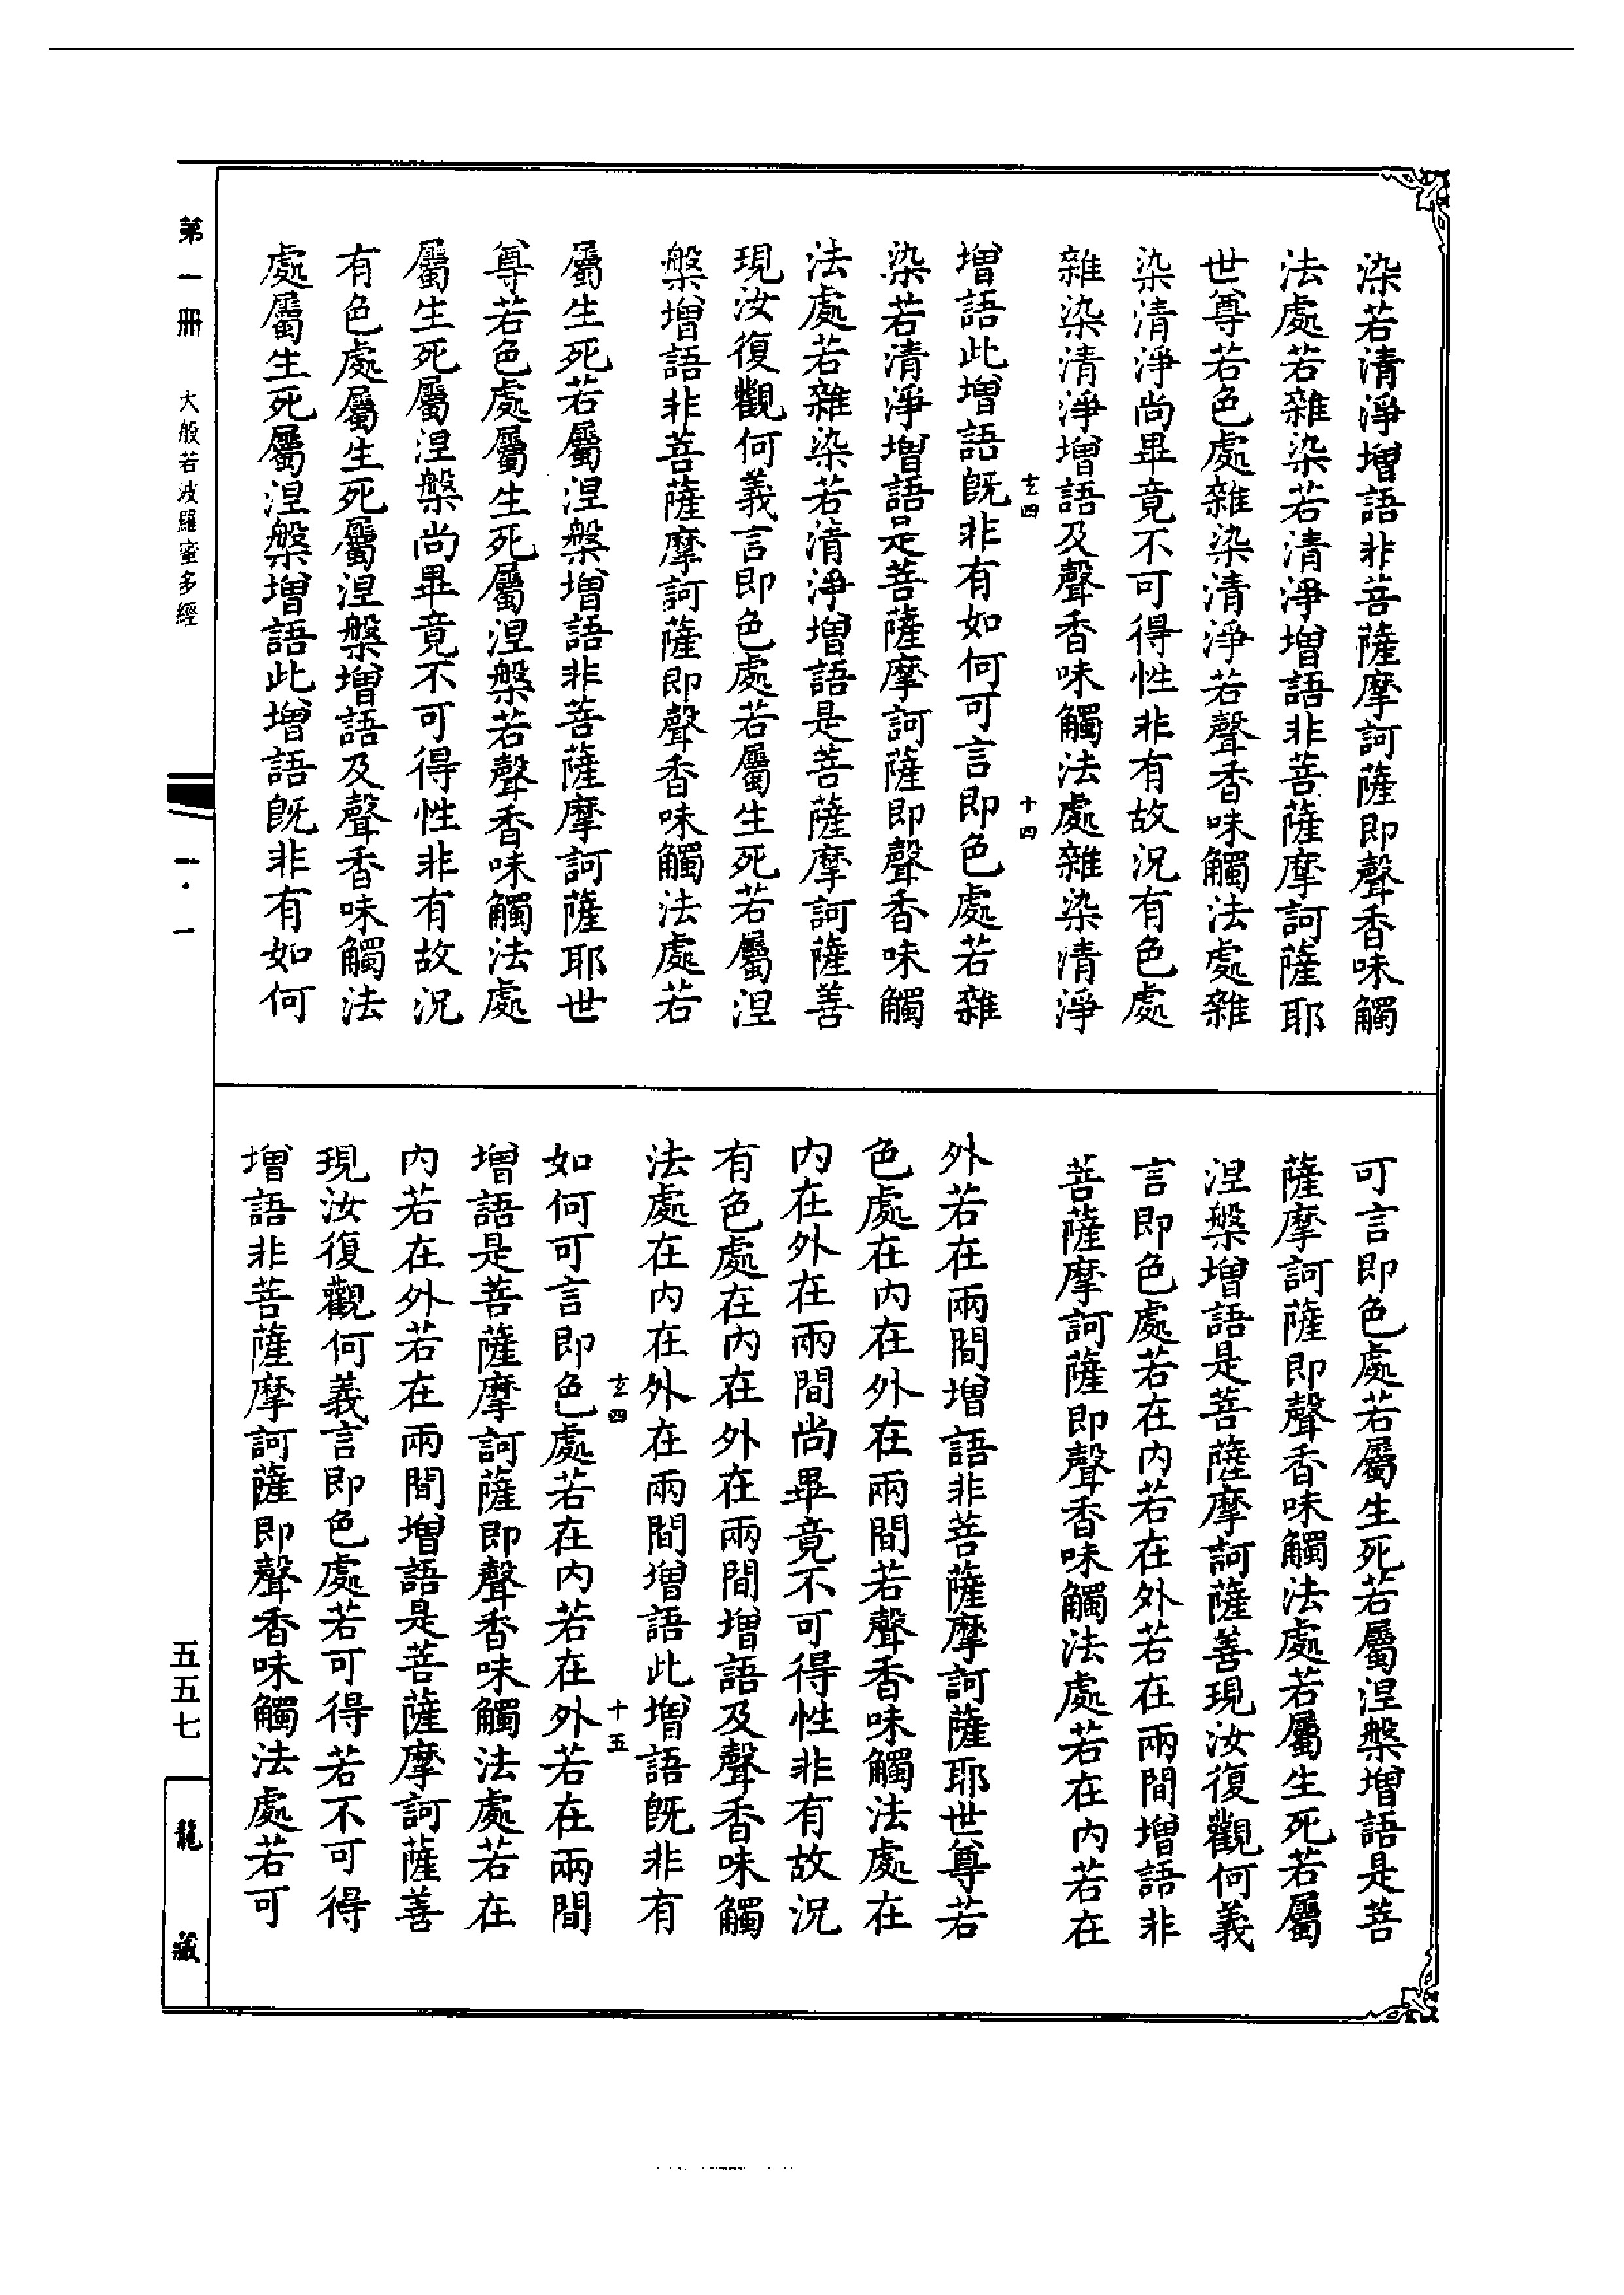 染若清淨增語非菩薩摩訶薩即聲香味觸
法處若雜染若清淨增語非菩薩摩訶薩耶
世尊若色處雜染清淨若聲香味觸法處雜
染清淨尚畢竟不可得性非有故況有色處
雜染清淨增語及聲香味觸法處雜染清淨
玄四 十四
增語此增語旣非有如何可言即色處若雜
染若清淨增語是菩薩摩訶薩即聲香味觸
法處若雜染若清淨增語是菩薩摩訶薩善
現汝復觀何義言即色處若屬生死若屬涅
槃增語非菩薩摩訶薩即聲香味觸法處若
屬生死若屬涅槃增語非菩薩摩訶薩耶世
尊若色處屬生死屬涅槃若聲香味觸法處
屬生死屬涅槃尚畢竟不可得性非有故況
有色處屬生死屬涅槃增語及聲香味觸法
處屬生死屬涅槃增語此增語旣非有如何
可言即色處若屬生死若屬涅槃增語是菩
薩摩訶薩即聲香味觸法處若屬生死若屬
涅槃增語是菩薩摩訶薩善現汝復觀何義
言即色處若在內若在外若在兩間增語非
菩薩摩訶薩即聲香味觸法處若在內若在
外若在兩間增語非菩薩摩訶薩耶世尊若
色處在內在外在兩間若聲香味觸法處在
內在外在兩間尚畢竟不可得性非有故況
有色處在內在外在兩間增語及聲香味觸
法處在內在外在兩間增語此增語旣非有
玄四 十五
如何可言即色處若在內若在外若在兩間
增語是菩薩摩訶薩即聲香味觸法處若在
內若在外若在兩間增語是菩薩摩訶薩善
現汝復觀何義言即色處若可得若不可得
增語非菩薩摩訶薩即聲香味觸法處若可
第一冊 大般若波羅蜜多經 一·一 五五七 龍藏